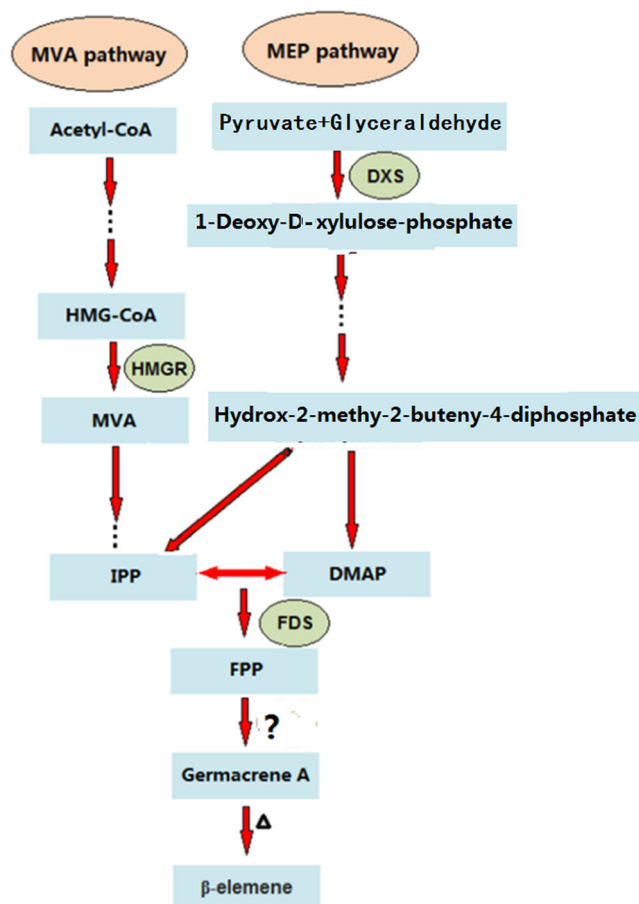 MVA pathway
MEP pathway
Acetyl-CoA
Pyruvate+Glyceraldehyde
DXS
1-Deoxy-D-xylulose-phosphate
HMG-CoA
HMGR
MVA
Hydrox-2-methy-2-buteny-4-diphosphate
IPP
DMAP
FDS
FPP
?
Germacrene A
Δ
β-elemene